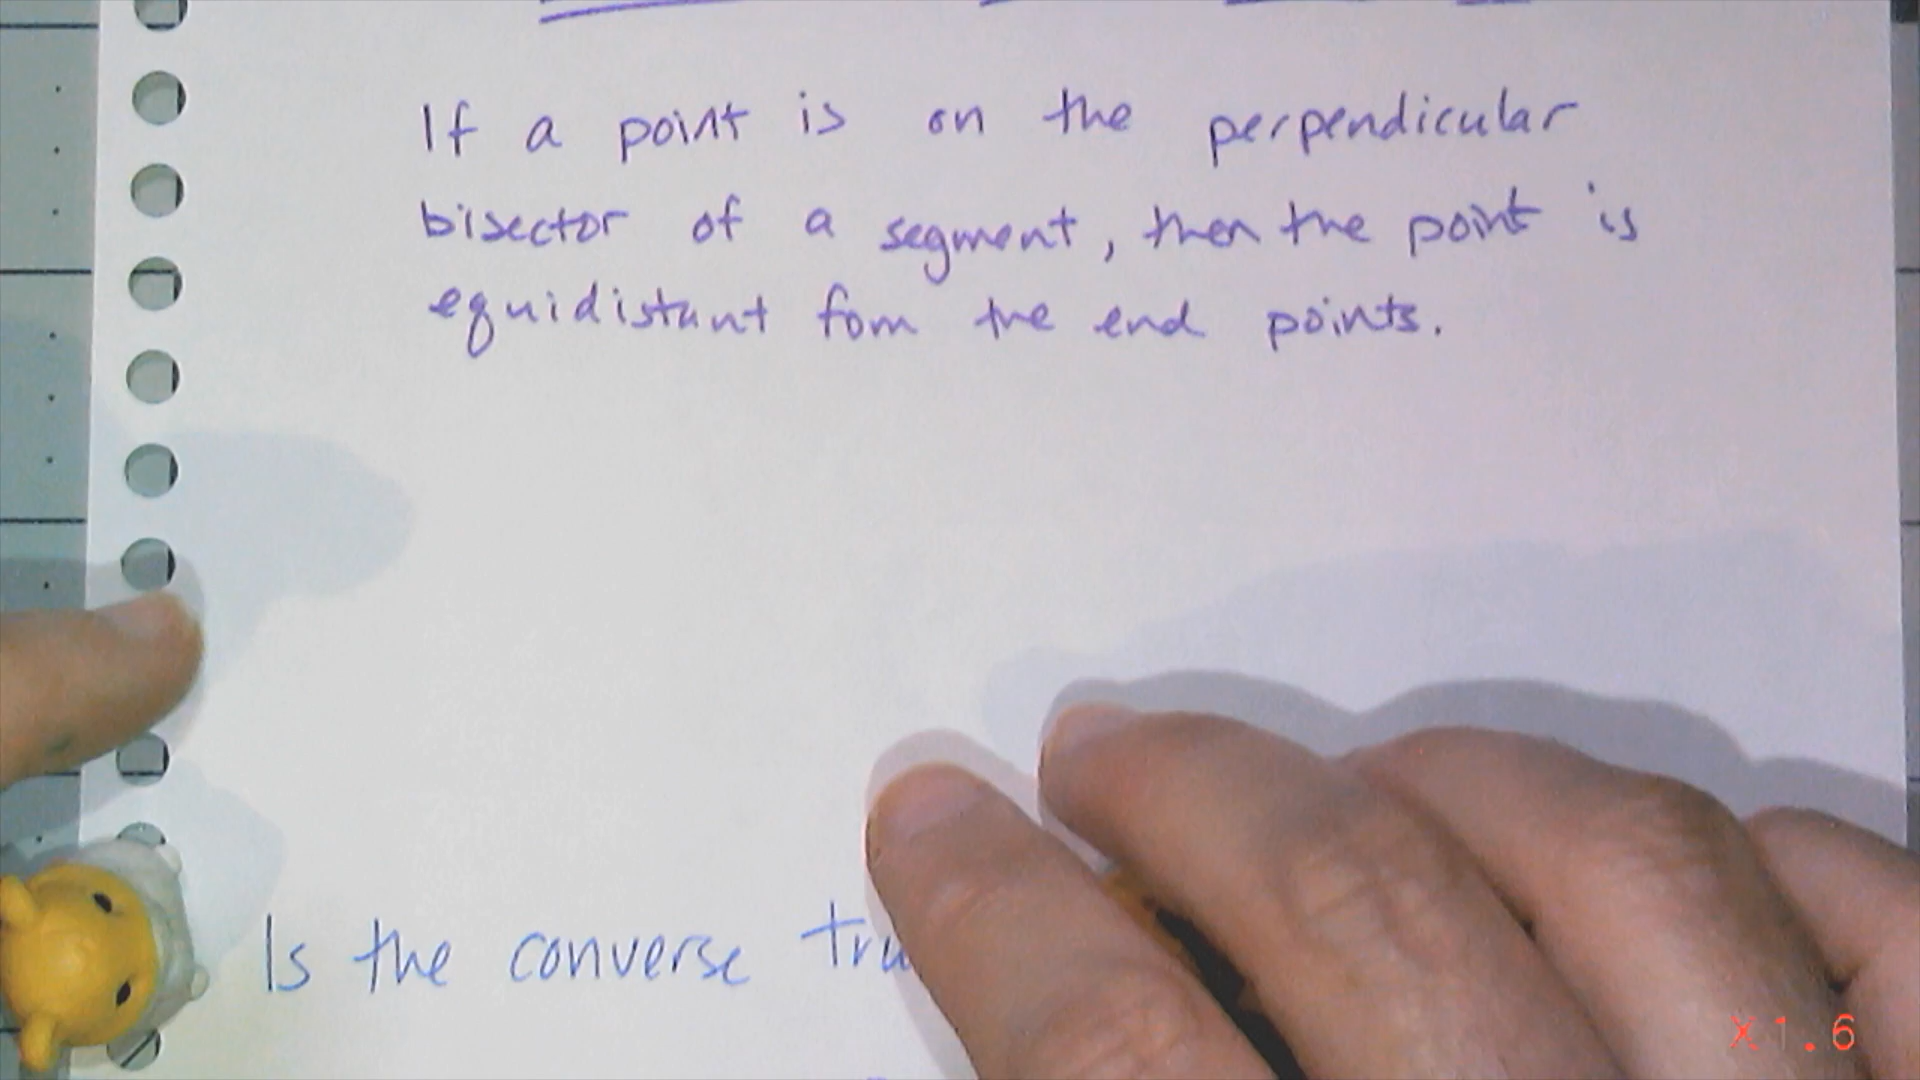 If a point is on the perpendicular
bisector of a segment, then the point is
equidistant fom the end points.
Is the converse tru
X1.6